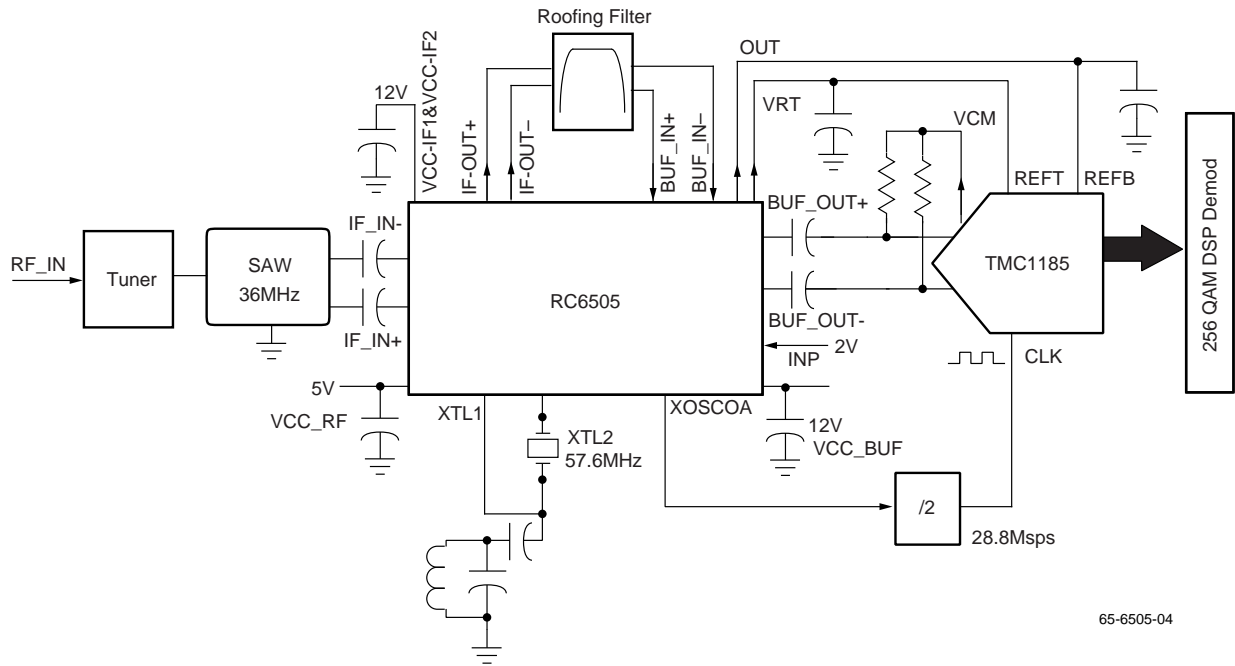 Roofing Filter
OUT
12V
VCC-IF1&VCC-IF2
IF-OUT+
IF-OUT–
BUF_IN+
BUF_IN–
VRT
VCM
REFT
REFB
BUF_OUT+
IF_IN-
RF_IN
Tuner
SAW
36MHz
RC6505
TMC1185
256 QAM DSP Demod
IF_IN+
BUF_OUT-
2V
INP
CLK
5V
VCC_RF
XTL1
XOSCOA
XTL2
57.6MHz
12V
VCC_BUF
/2
28.8Msps
65-6505-04